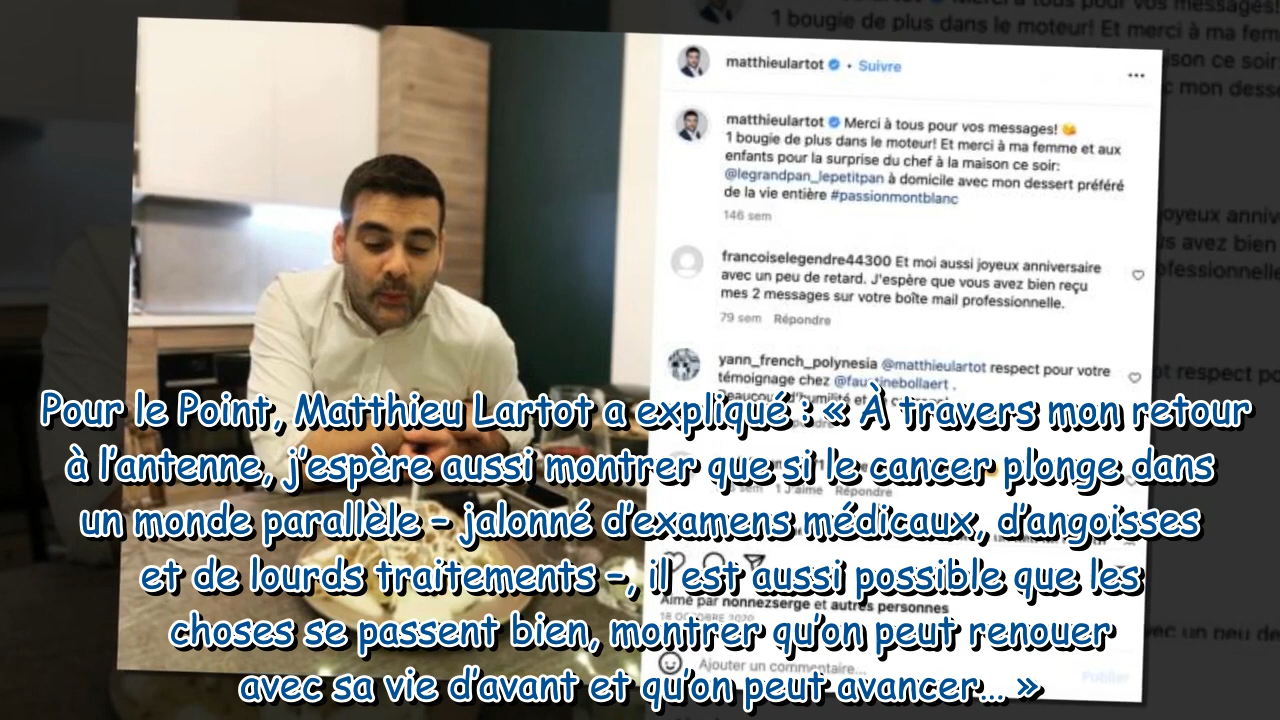 matthieulartot • Suivre
matthieulartot Merci à tous pour vos messages! 😘
1 bougie de plus dans le moteur! Et merci à ma femme et aux
enfants pour la surprise du chef à la maison ce soir:
@legrandpan_lepetitpan à domicile avec mon dessert préféré
de la vie entière #passionmontblanc
146 sem
francoiselegendre44300 Et moi aussi joyeux anniversaire
avec un peu de retard. J'espère que vous avez bien reçu
mes 2 messages sur votre boîte mail professionnelle.
79 sem Répondre
yann_french_polynesia @matthieulartot respect pour votre
témoignage chez @faustinebollaert .
Pour le Point, Matthieu Lartot a expliqué : « À travers mon retour
à l'antenne, j'espère aussi montrer que si le cancer plonge dans
1 J'aime Répondre
un monde parallèle – jalonné d'examens médicaux, d'angoisses
et de lourds traitements –, il est aussi possible que les
Aimé par nonnezserge et autres personnes
18 OCTOBRE 2020
choses se passent bien, montrer qu'on peut renouer
Ajouter un commentaire...
Publier
avec sa vie d'avant et qu'on peut avancer... »